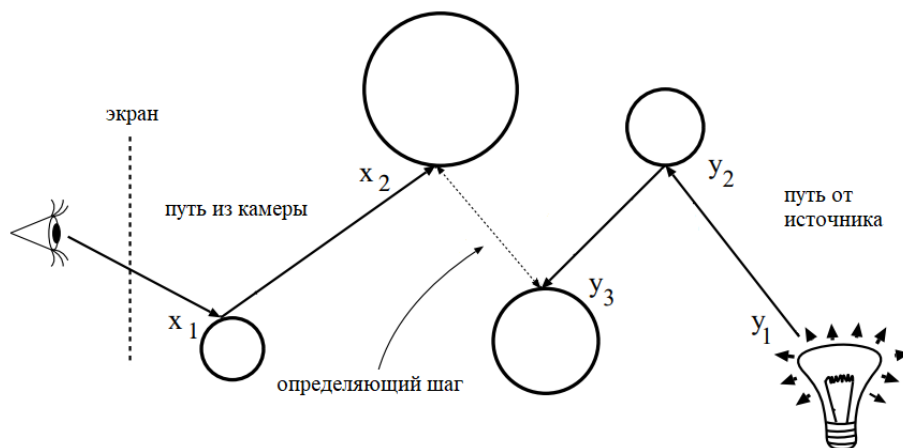 экран
x 2
y2
путь из камеры
путь от
источника
y3
x 1
y1
определяющий шаг